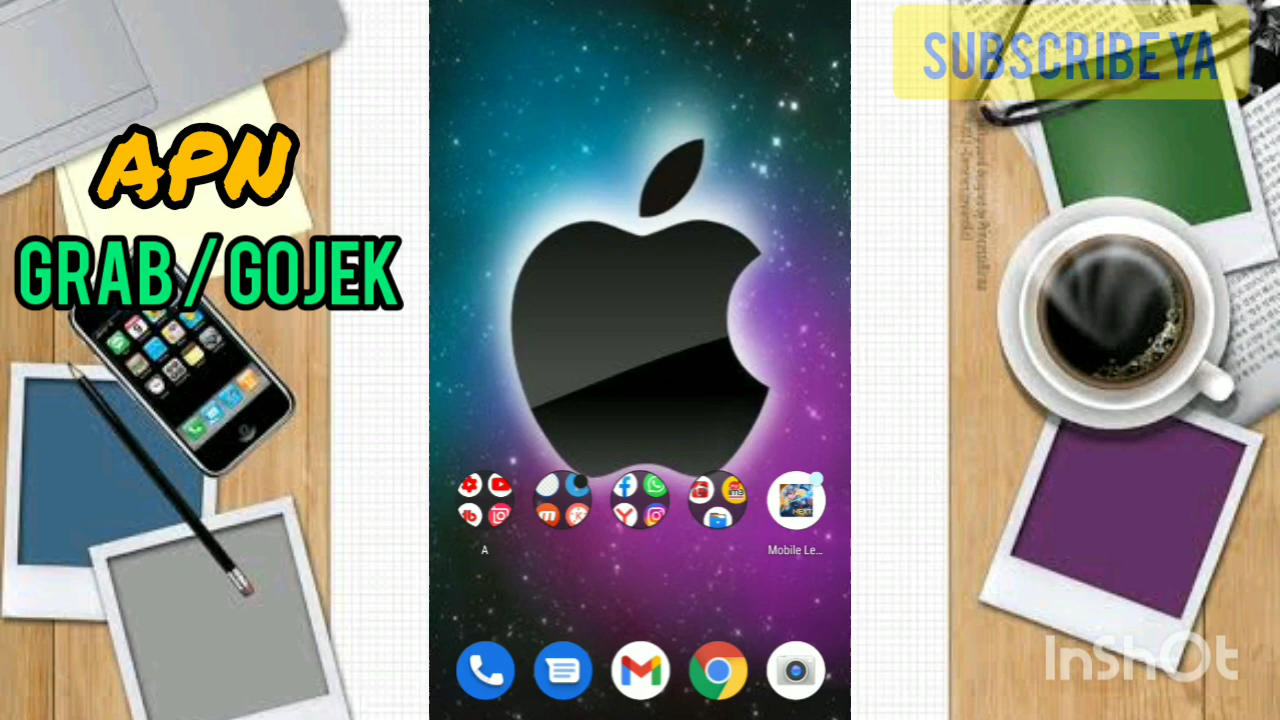 SUBSCRIBE YA
APN
GRAB / GOJEK
A
Mobile Le...
InShOt